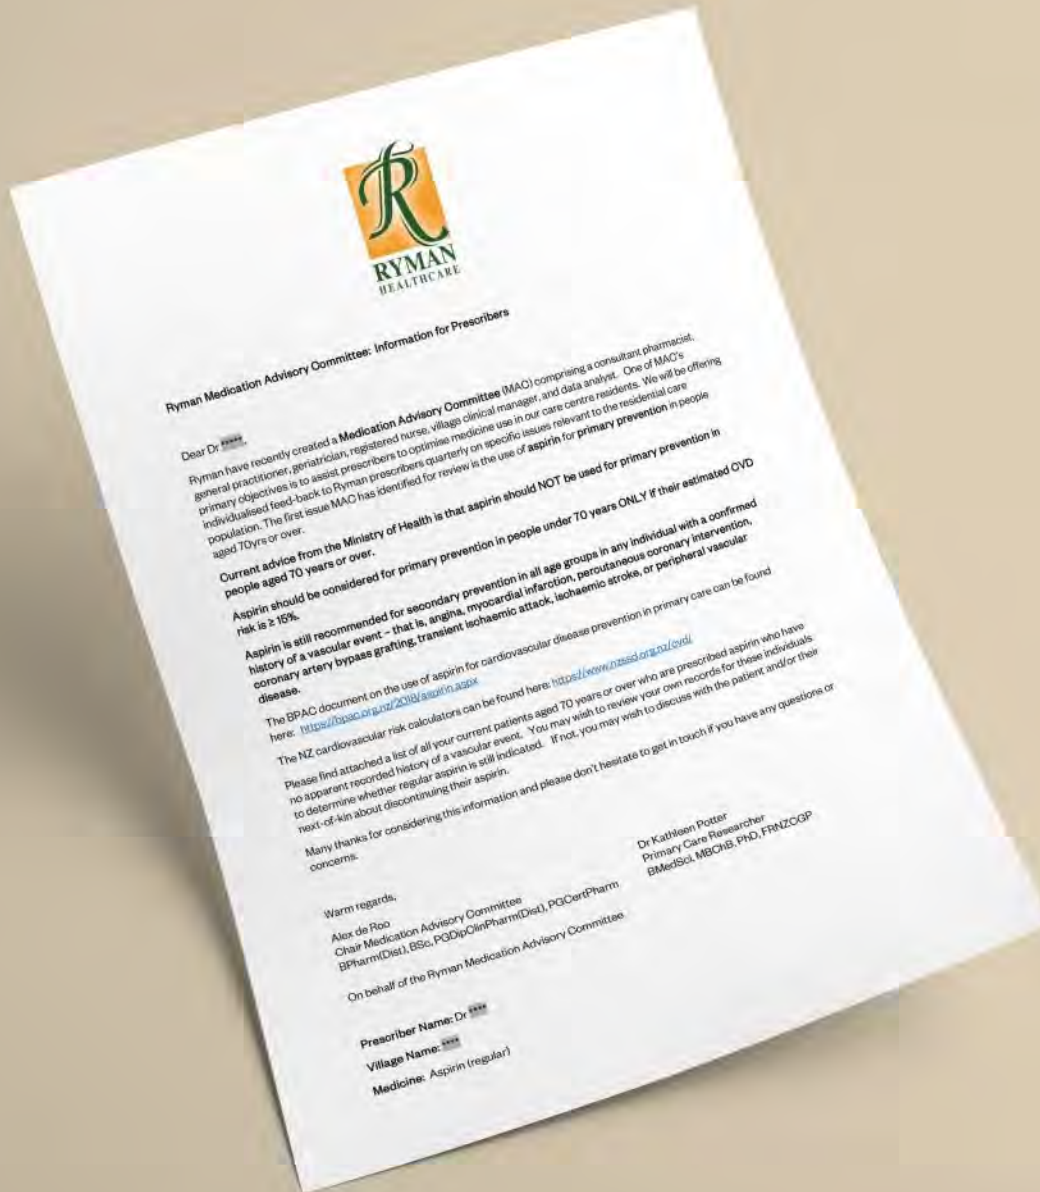 R
RYMAN
HEALTHCARE
Ryman Medication Advisory Committee: Information for Prescribers
Dear Dr ****,
Ryman have recently created a Medication Advisory Committee (MAC) comprising a consultant pharmacist,
general practitioner, geriatrician, registered nurse, village clinical manager, and data analyst. One of MAC's
primary objectives is to assist prescribers to optimise medicine use in our care centre residents. We will be offering
individualised feed-back to Ryman prescribers quarterly on specific issues relevant to the residential care
population. The first issue MAC has identified for review is the use of aspirin for primary prevention in people
aged 70yrs or over.
Current advice from the Ministry of Health is that aspirin should NOT be used for primary prevention in
people aged 70 years or over.
Aspirin should be considered for primary prevention in people under 70 years ONLY if their estimated CVD
risk is ≥ 15%.
Aspirin is still recommended for secondary prevention in all age groups in any individual with a confirmed
history of a vascular event – that is, angina, myocardial infarction, percutaneous coronary intervention,
coronary artery bypass grafting, transient ischaemic attack, ischaemic stroke, or peripheral vascular
disease.
The BPAC document on the use of aspirin for cardiovascular disease prevention in primary care can be found
here: https://bpac.org.nz/2018/aspirin.aspx
The NZ cardiovascular risk calculators can be found here: https://www.nzssd.org.nz/cvd/
Please find attached a list of all your current patients aged 70 years or over who are prescribed aspirin who have
no apparent recorded history of a vascular event. You may wish to review your own records for these individuals
to determine whether regular aspirin is still indicated. If not, you may wish to discuss with the patient and/or their
next-of-kin about discontinuing their aspirin.
Many thanks for considering this information and please don't hesitate to get in touch if you have any questions or
concerns.
Warm regards,
Alex de Roo
Chair Medication Advisory Committee
BPharm(Dist), BSc, PGDipClinPharm(Dist), PGCertPharm
Dr Kathleen Potter
Primary Care Researcher
BMedSci, MBChB, PhD, FRNZCGP
On behalf of the Ryman Medication Advisory Committee
Prescriber Name: Dr ****
Village Name: ****
Medicine: Aspirin (regular)